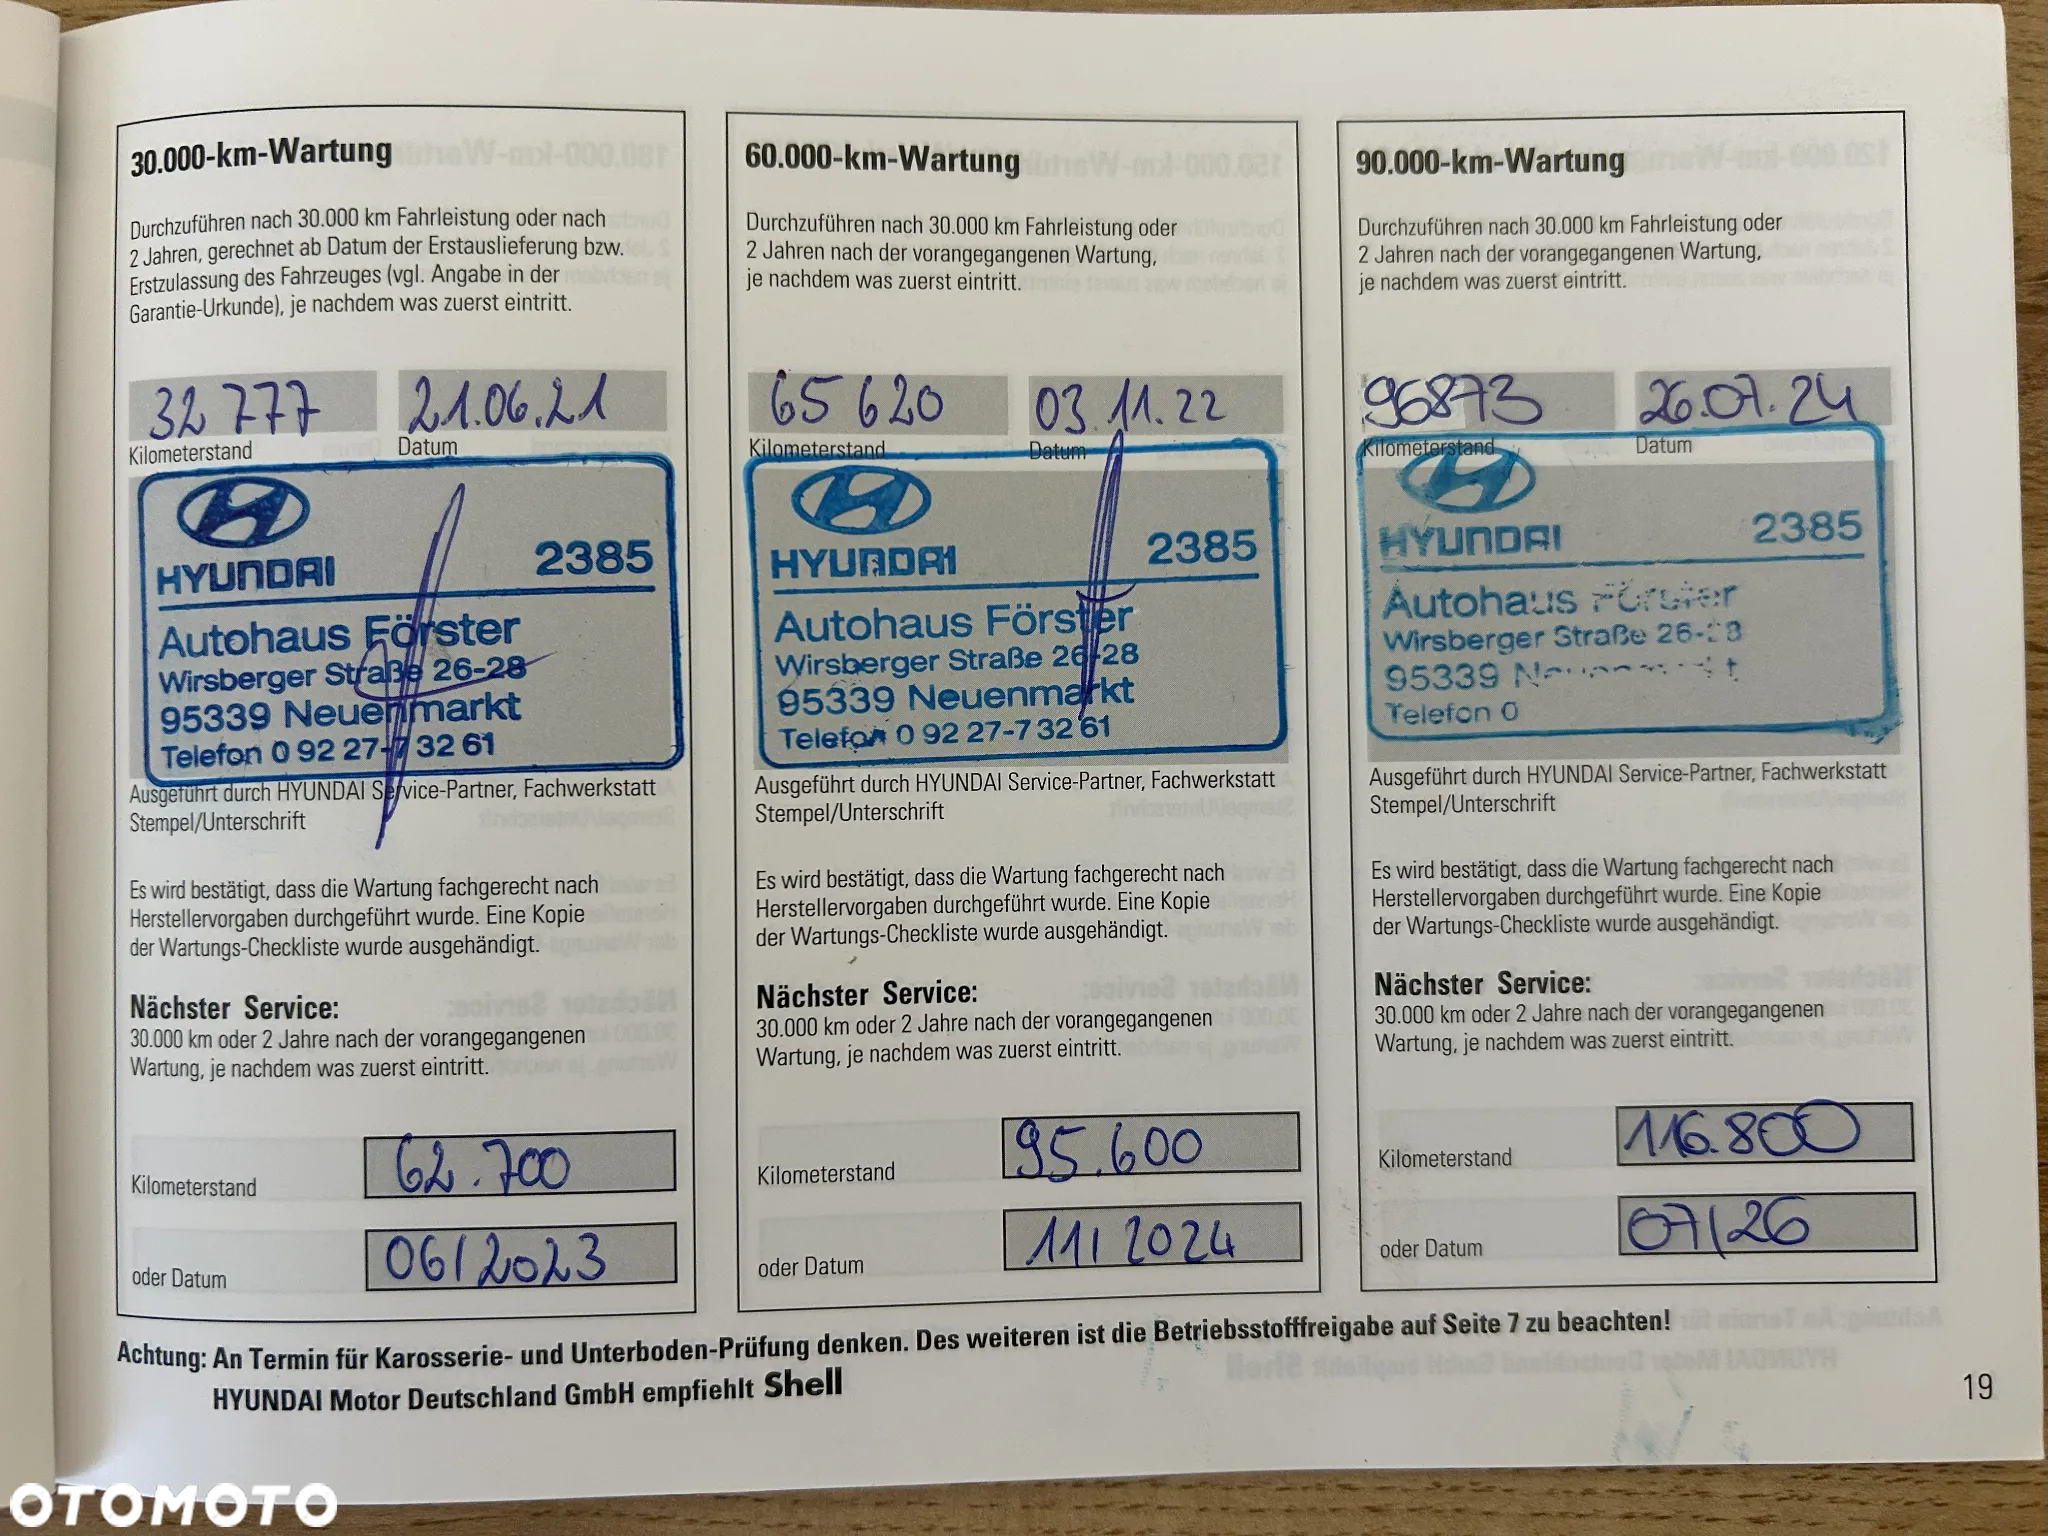 30.000-km-Wartung
Durchzuführen nach 30.000 km Fahrleistung oder nach
2 Jahren, gerechnet ab Datum der Erstauslieferung bzw.
Erstzulassung des Fahrzeuges (vgl. Angabe in der
Garantie-Urkunde), je nachdem was zuerst eintritt.
32 777 21.06.21
Kilometerstand Datum
HYUNDAI 2385
Autohaus Förster
Wirsberger Straße 26-28
95339 Neuenmarkt
Telefon 0 92 27-7 32 61
Ausgeführt durch HYUNDAI Service-Partner, Fachwerkstatt
Stempel/Unterschrift
Es wird bestätigt, dass die Wartung fachgerecht nach
Herstellervorgaben durchgeführt wurde. Eine Kopie
der Wartungs-Checkliste wurde ausgehändigt.
Nächster Service:
30.000 km oder 2 Jahre nach der vorangegangenen
Wartung, je nachdem was zuerst eintritt.
Kilometerstand 62.700
oder Datum 06/2023
60.000-km-Wartung
Durchzuführen nach 30.000 km Fahrleistung oder
2 Jahren nach der vorangegangenen Wartung,
je nachdem was zuerst eintritt.
65 620 03.11.22
Kilometerstand Datum
HYUNDAI 2385
Autohaus Förster
Wirsberger Straße 26-28
95339 Neuenmarkt
Telefon 0 92 27-7 32 61
Ausgeführt durch HYUNDAI Service-Partner, Fachwerkstatt
Stempel/Unterschrift
Es wird bestätigt, dass die Wartung fachgerecht nach
Herstellervorgaben durchgeführt wurde. Eine Kopie
der Wartungs-Checkliste wurde ausgehändigt.
Nächster Service:
30.000 km oder 2 Jahre nach der vorangegangenen
Wartung, je nachdem was zuerst eintritt.
Kilometerstand 95.600
oder Datum 11/2024
90.000-km-Wartung
Durchzuführen nach 30.000 km Fahrleistung oder
2 Jahren nach der vorangegangenen Wartung,
je nachdem was zuerst eintritt.
96873 26.07.24
Kilometerstand Datum
HYUNDAI 2385
Autohaus Förster
Wirsberger Straße 26-28
95339 Neuenmarkt
Telefon 0
Ausgeführt durch HYUNDAI Service-Partner, Fachwerkstatt
Stempel/Unterschrift
Es wird bestätigt, dass die Wartung fachgerecht nach
Herstellervorgaben durchgeführt wurde. Eine Kopie
der Wartungs-Checkliste wurde ausgehändigt.
Nächster Service:
30.000 km oder 2 Jahre nach der vorangegangenen
Wartung, je nachdem was zuerst eintritt.
Kilometerstand 116.800
oder Datum 07/26
Achtung: An Termin für Karosserie- und Unterboden-Prüfung denken. Des weiteren ist die Betriebsstofffreigabe auf Seite 7 zu beachten!
HYUNDAI Motor Deutschland GmbH empfiehlt Shell
19
OTOMOTO